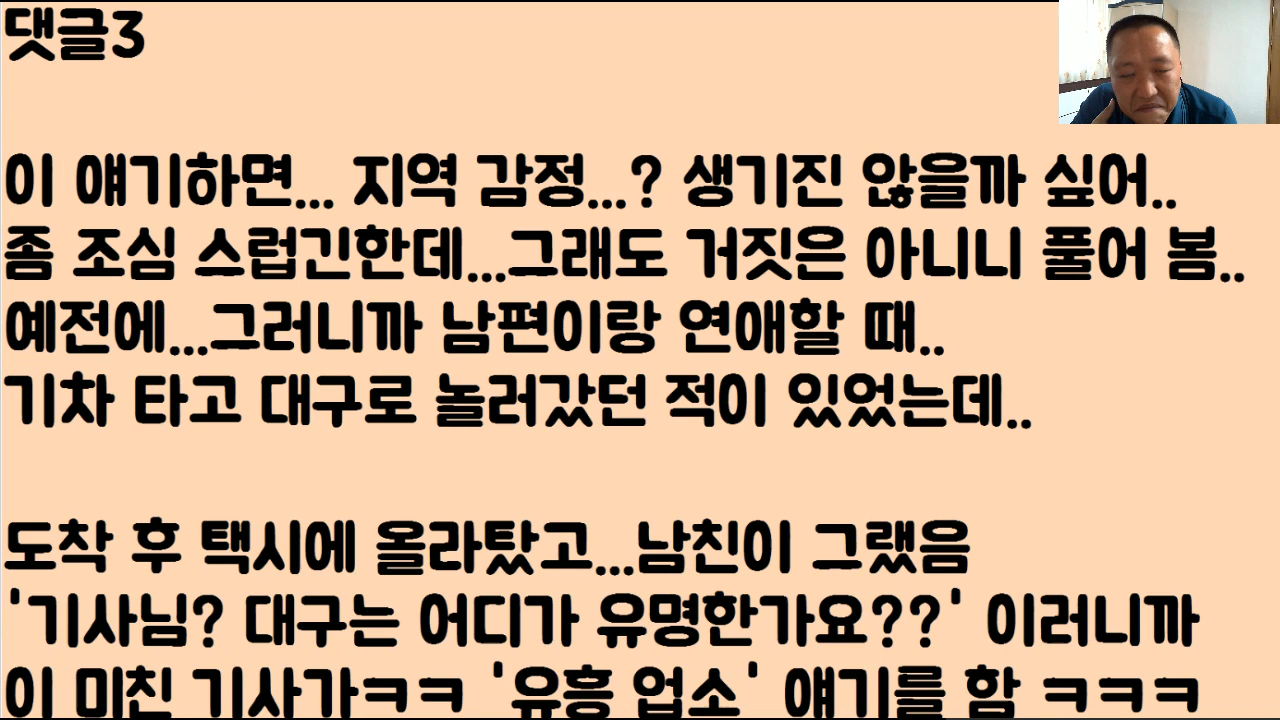 댓글3
이 얘기하면... 지역 감정...? 생기진 않을까 싶어..
좀 조심 스럽긴한데...그래도 거짓은 아니니 풀어 봄..
예전에...그러니까 남편이랑 연애할 때..
기차 타고 대구로 놀러갔던 적이 있었는데..
도착 후 택시에 올라탔고...남친이 그랬음
'기사님? 대구는 어디가 유명한가요??' 이러니까
이 미친 기사가ㅋㅋ '유흥 업소' 얘기를 함 ㅋㅋㅋ